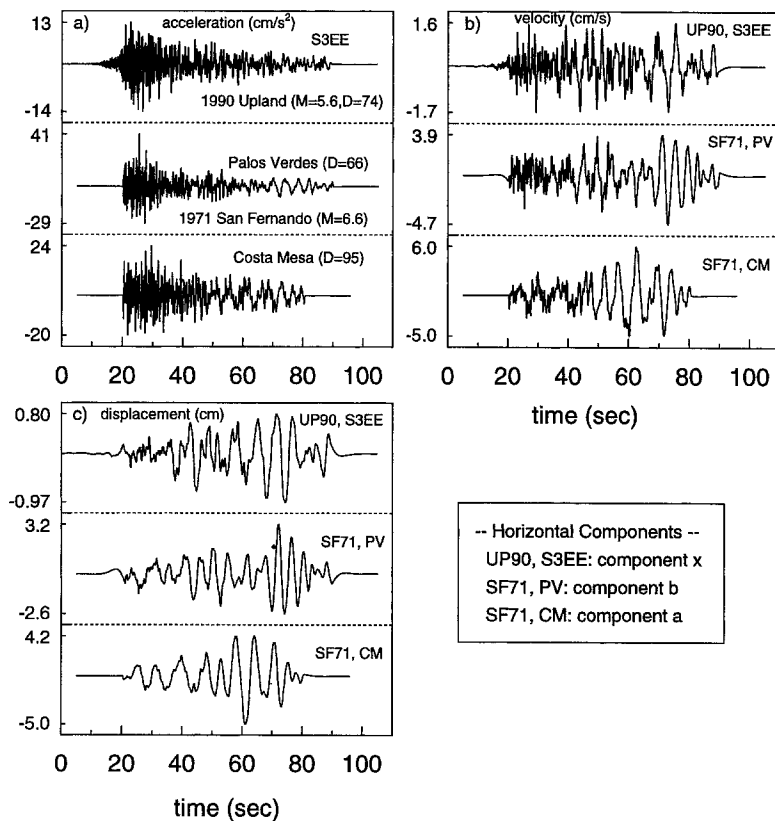 a) acceleration (cm/s²)
13
S3EE
1990 Upland (M=5.6,D=74)
-14
41
Palos Verdes (D=66)
1971 San Fernando (M=6.6)
-29
24
Costa Mesa (D=95)
-20
0 20 40 60 80 100
b) velocity (cm/s)
1.6
UP90, S3EE
-1.7
3.9
SF71, PV
-4.7
6.0
SF71, CM
-5.0
0 20 40 60 80 100
time (sec)
c) displacement (cm)
0.80
UP90, S3EE
-0.97
3.2
SF71, PV
-2.6
4.2
SF71, CM
-5.0
0 20 40 60 80 100
time (sec)
-- Horizontal Components --
UP90, S3EE: component x
SF71, PV: component b
SF71, CM: component a